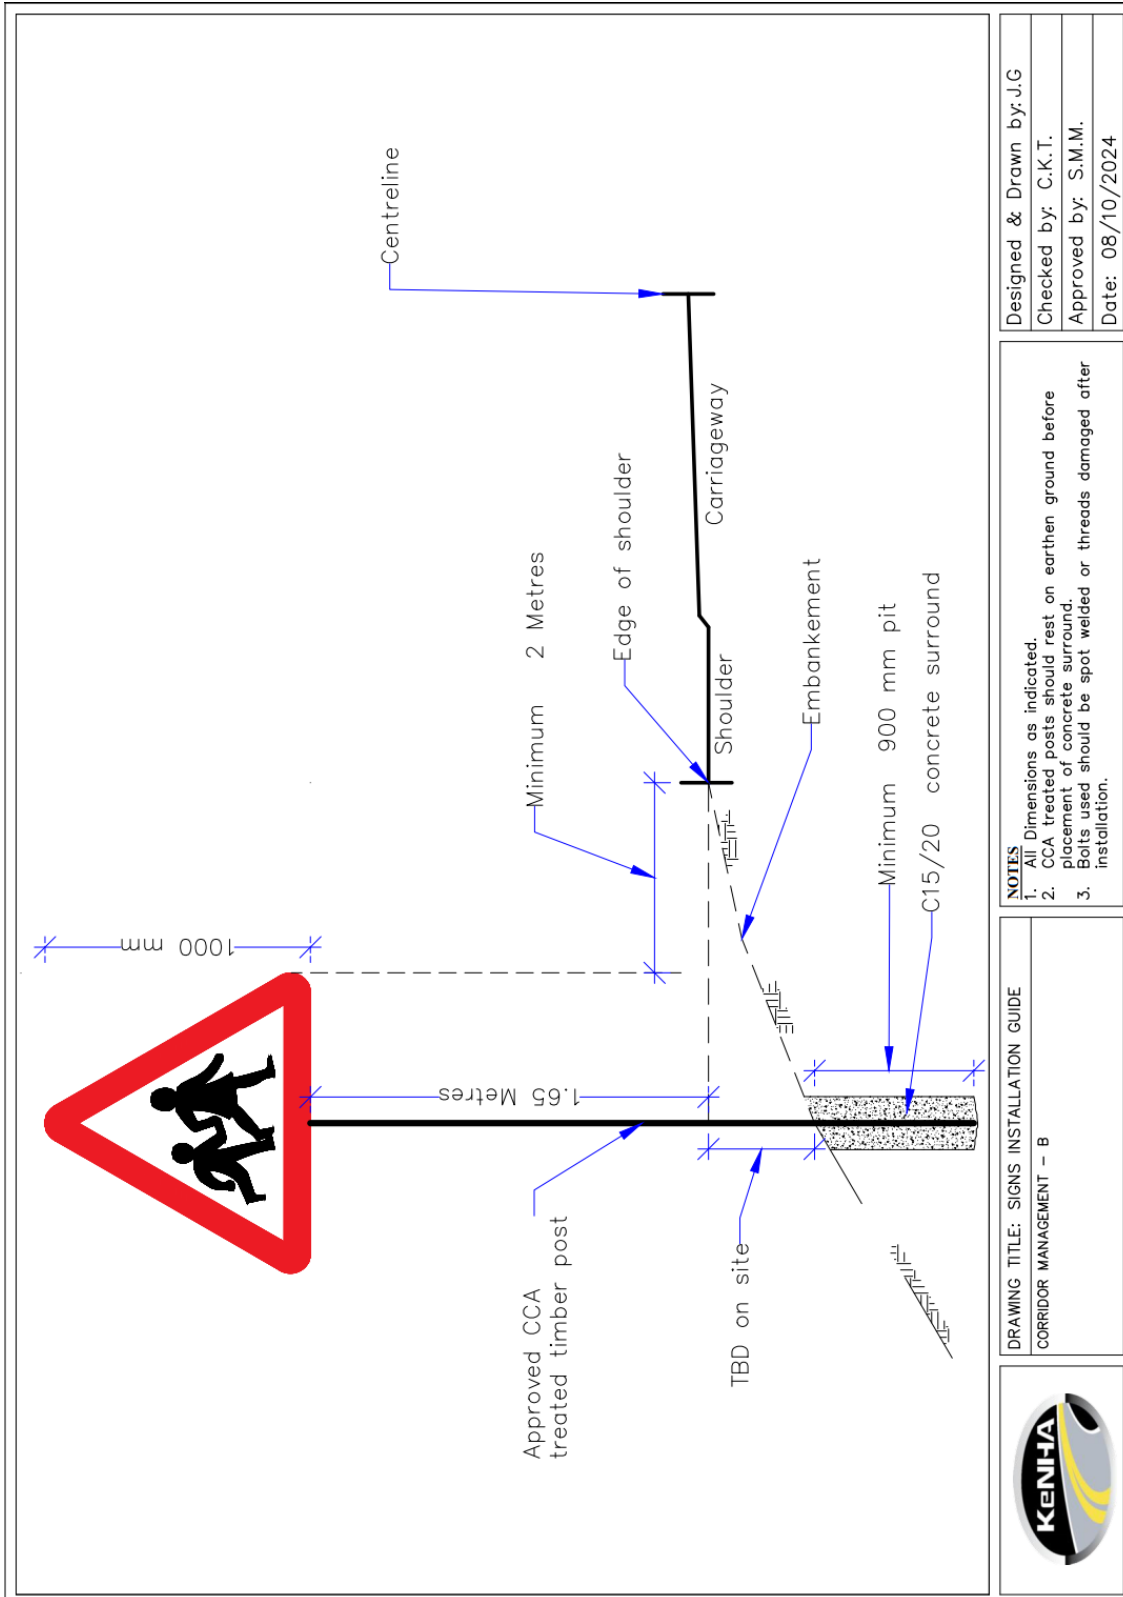 1000 mm
Centreline
Minimum 2 Metres
Edge of shoulder
Carriageway
Shoulder
1.65 Metres
Approved CCA
treated timber post
TBD on site
Embankement
Minimum 900 mm pit
C15/20 concrete surround
KeNHA
DRAWING TITLE: SIGNS INSTALLATION GUIDE
CORRIDOR MANAGEMENT – B
NOTES
1. All Dimensions as indicated.
2. CCA treated posts should rest on earthen ground before
placement of concrete surround.
3. Bolts used should be spot welded or threads damaged after
installation.
Designed & Drawn by: J.G
Checked by: C.K.T.
Approved by: S.M.M.
Date: 08/10/2024